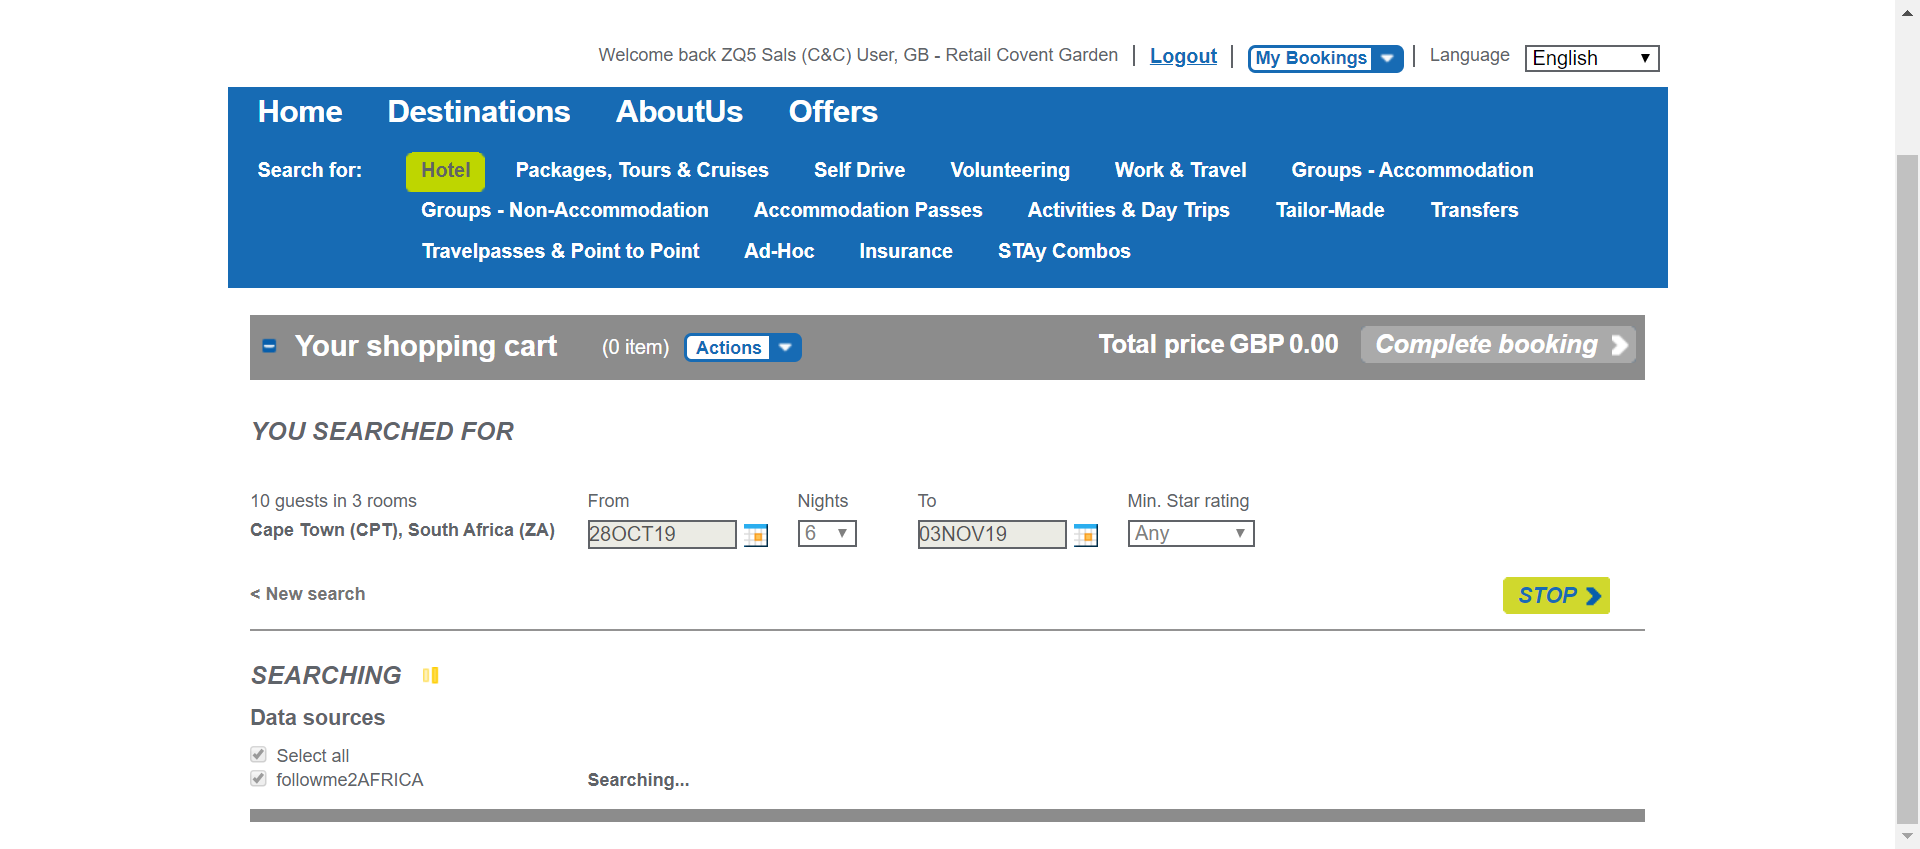 Welcome back ZQ5 Sals (C&C) User, GB - Retail Covent Garden | Logout | My Bookings | Language English
Home Destinations AboutUs Offers
Search for: Hotel Packages, Tours & Cruises Self Drive Volunteering Work & Travel Groups - Accommodation
Groups - Non-Accommodation Accommodation Passes Activities & Day Trips Tailor-Made Transfers
Travelpasses & Point to Point Ad-Hoc Insurance STAy Combos
Your shopping cart (0 item) Actions Total price GBP 0.00 Complete booking
YOU SEARCHED FOR
10 guests in 3 rooms From Nights To Min. Star rating
Cape Town (CPT), South Africa (ZA) 28OCT19 6 03NOV19 Any
< New search STOP
SEARCHING
Data sources
Select all
followme2AFRICA Searching...